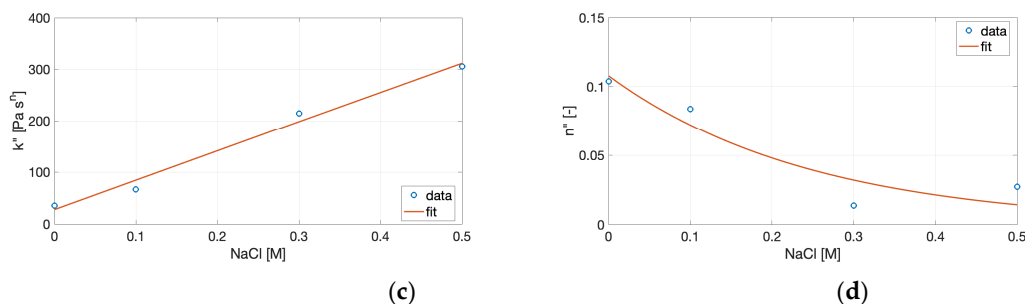 400
300
200
100
0
k" [Pa sⁿ]
0 0.1 0.2 0.3 0.4 0.5
NaCl [M]
data
fit
(c)
0.15
0.1
0.05
0
n" [-]
0 0.1 0.2 0.3 0.4 0.5
NaCl [M]
data
fit
(d)